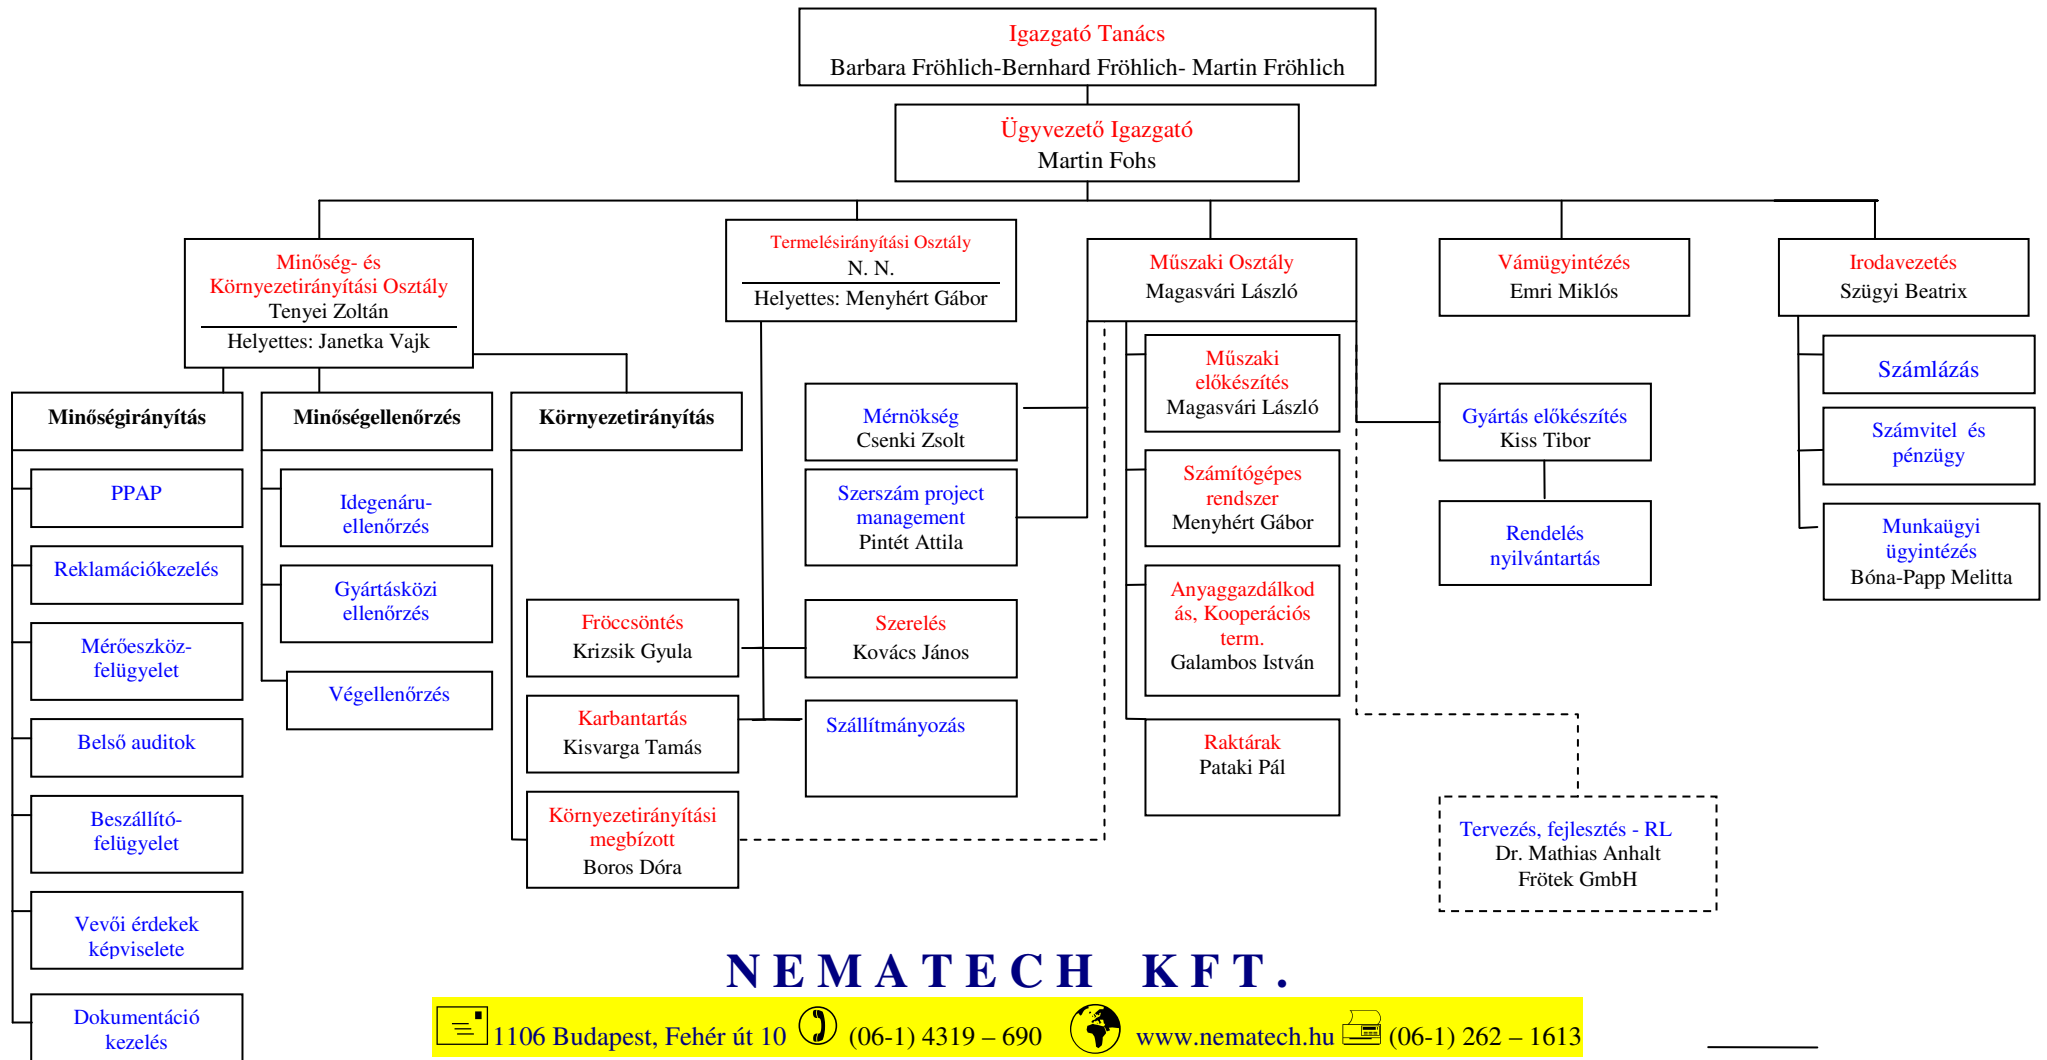 Igazgató Tanács
Barbara Fröhlich-Bernhard Fröhlich- Martin Fröhlich
Ügyvezető Igazgató
Martin Fohs
Minőség- és
Környezetirányítási Osztály
Tenyei Zoltán
Helyettes: Janetka Vajk
Termelésirányítási Osztály
N. N.
Helyettes: Menyhért Gábor
Műszaki Osztály
Magasvári László
Vámügyintézés
Emri Miklós
Irodavezetés
Szügyi Beatrix
Minőségirányítás
PPAP
Reklamációkezelés
Mérőeszköz-
felügyelet
Belső auditok
Beszállító-
felügyelet
Vevői érdekek
képviselete
Dokumentáció
kezelés
Minőségellenőrzés
Idegenáru-
ellenőrzés
Gyártásközi
ellenőrzés
Végellenőrzés
Környezetirányítás
Fröccsöntés
Krizsik Gyula
Karbantartás
Kisvarga Tamás
Környezetirányítási
megbízott
Boros Dóra
Mérnökség
Csenki Zsolt
Szerszám project
management
Pintét Attila
Szerelés
Kovács János
Szállítmányozás
Műszaki
előkészítés
Magasvári László
Számítógépes
rendszer
Menyhért Gábor
Anyaggazdálkod
ás, Kooperációs
term.
Galambos István
Raktárak
Pataki Pál
Gyártás előkészítés
Kiss Tibor
Rendelés
nyilvántartás
Tervezés, fejlesztés - RL
Dr. Mathias Anhalt
Frötek GmbH
Számlázás
Számvitel és
pénzügy
Munkaügyi
ügyintézés
Bóna-Papp Melitta
NEMATECH KFT.
1106 Budapest, Fehér út 10 (06-1) 4319 – 690 www.nematech.hu (06-1) 262 – 1613